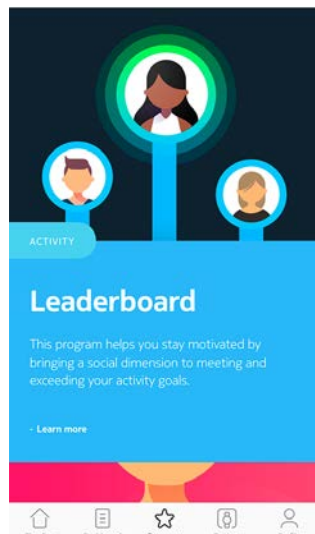 ACTIVITY
Leaderboard
This program helps you stay motivated by
bringing a social dimension to meeting and
exceeding your activity goals.
- Learn more